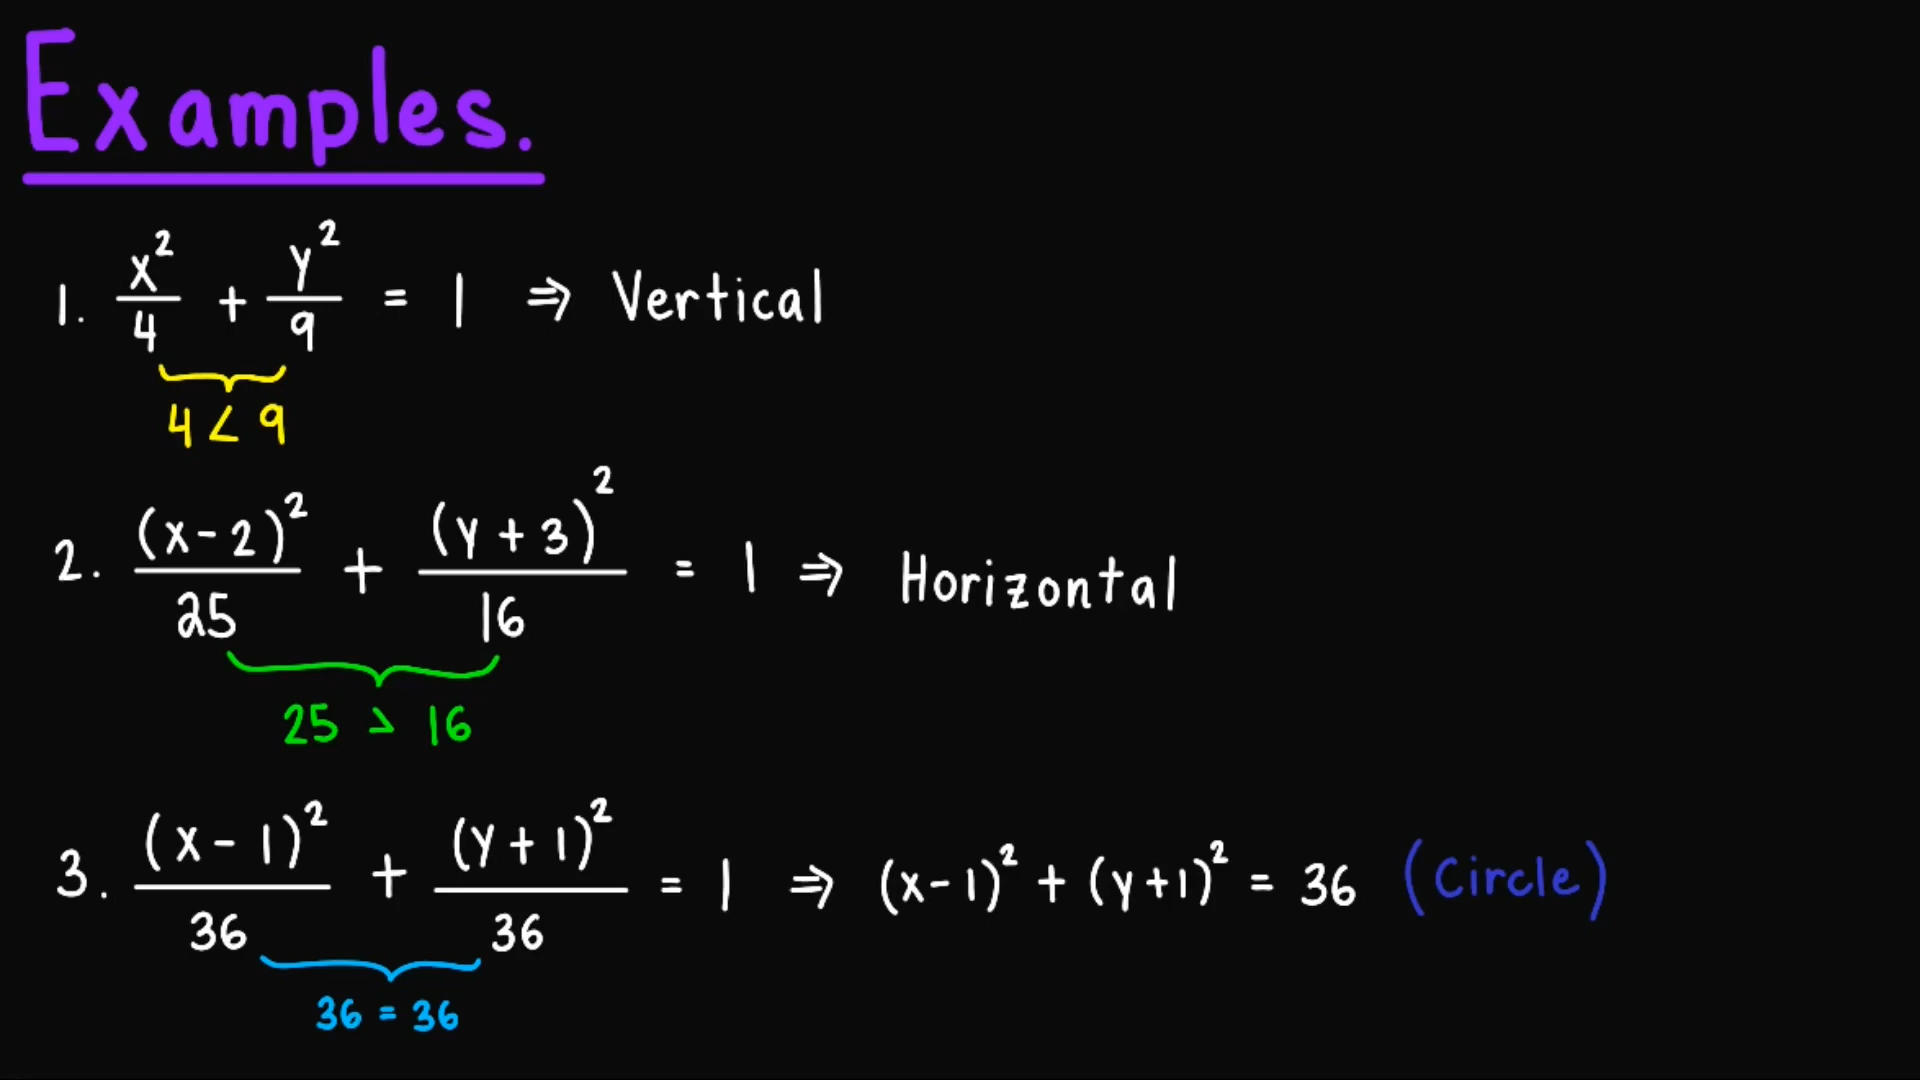 Examples.
1. x²/4 + y²/9 = 1 ⇒ Vertical
4 < 9
2. (x-2)²/25 + (y+3)²/16 = 1 ⇒ Horizontal
25 > 16
3. (x-1)²/36 + (y+1)²/36 = 1 ⇒ (x-1)² + (y+1)² = 36 (Circle)
36 = 36